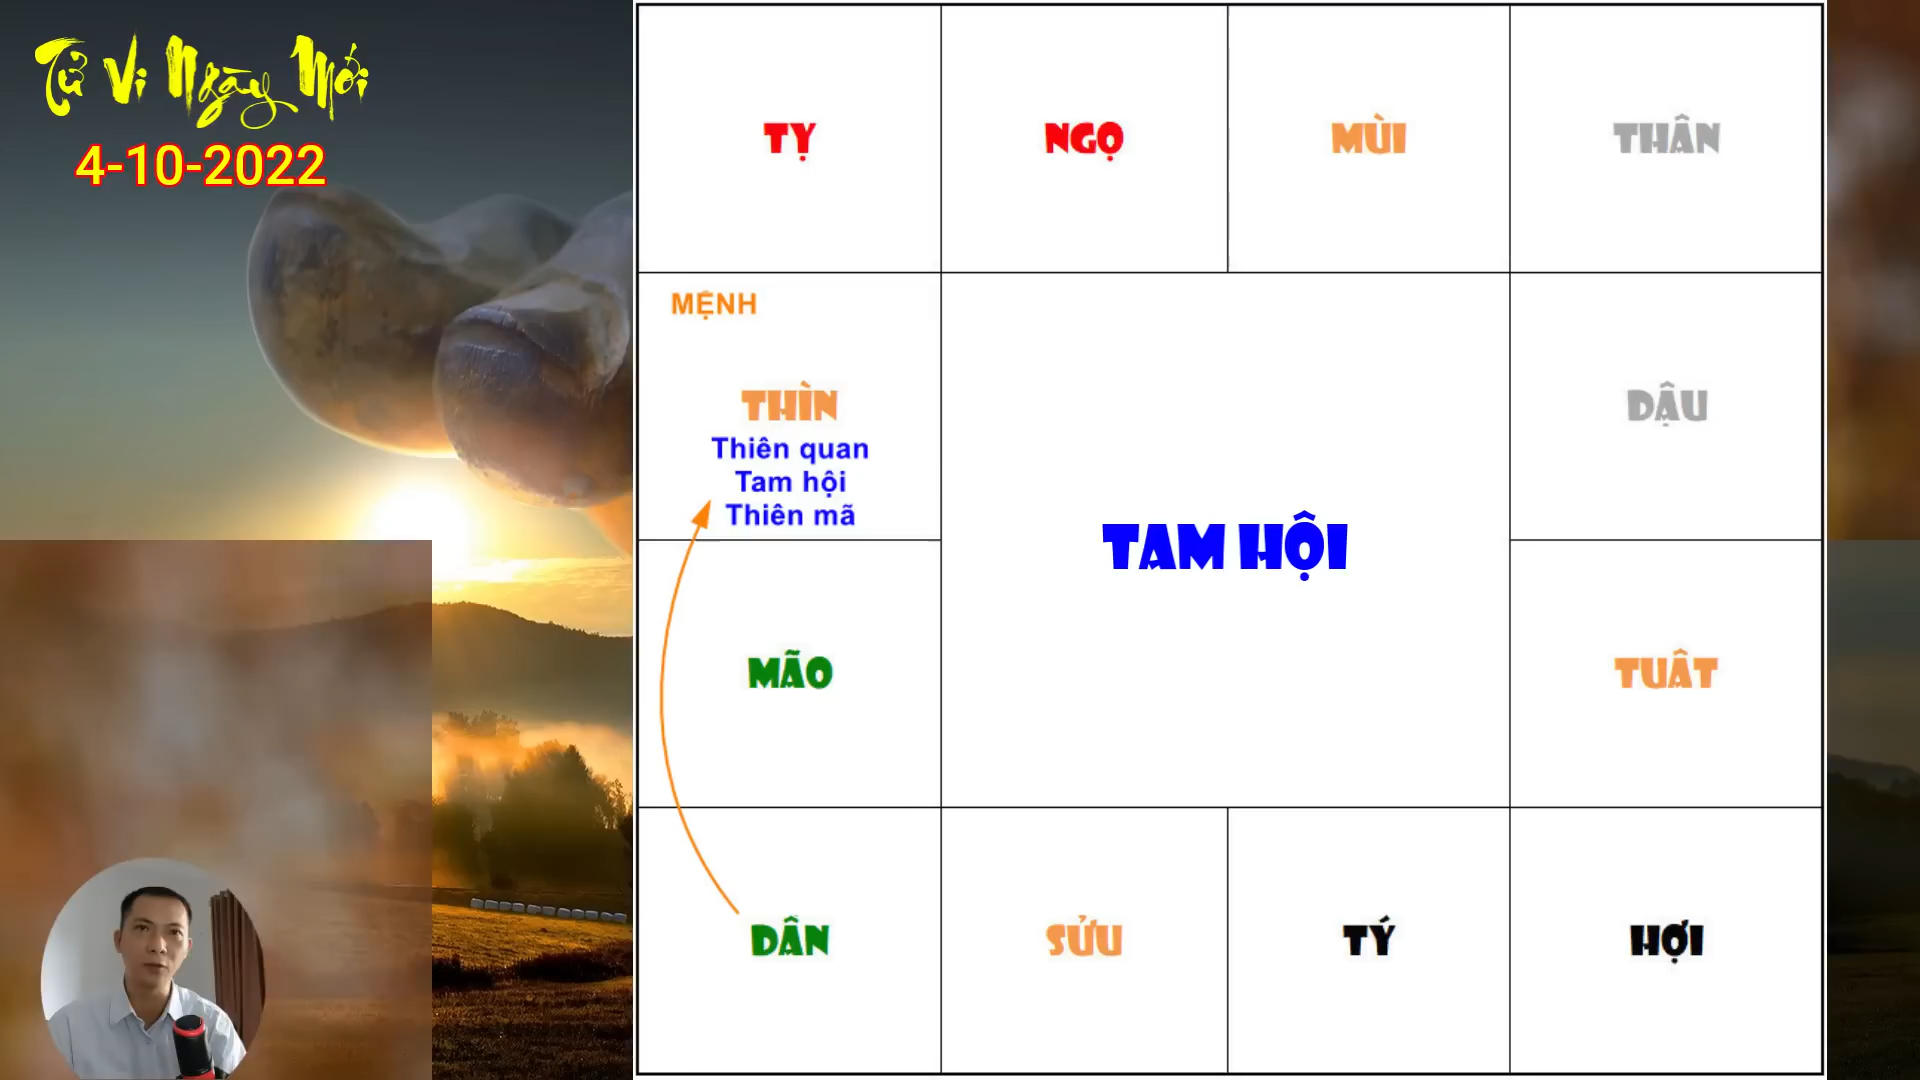 Tử Vi Ngày Mới
4-10-2022
TỴ
NGỌ
MÙI
THÂN
MỆNH
THÌN
Thiên quan
Tam hội
Thiên mã
DẬU
TAM HỘI
MÃO
TUẤT
DẦN
SỬU
TÝ
HỢI